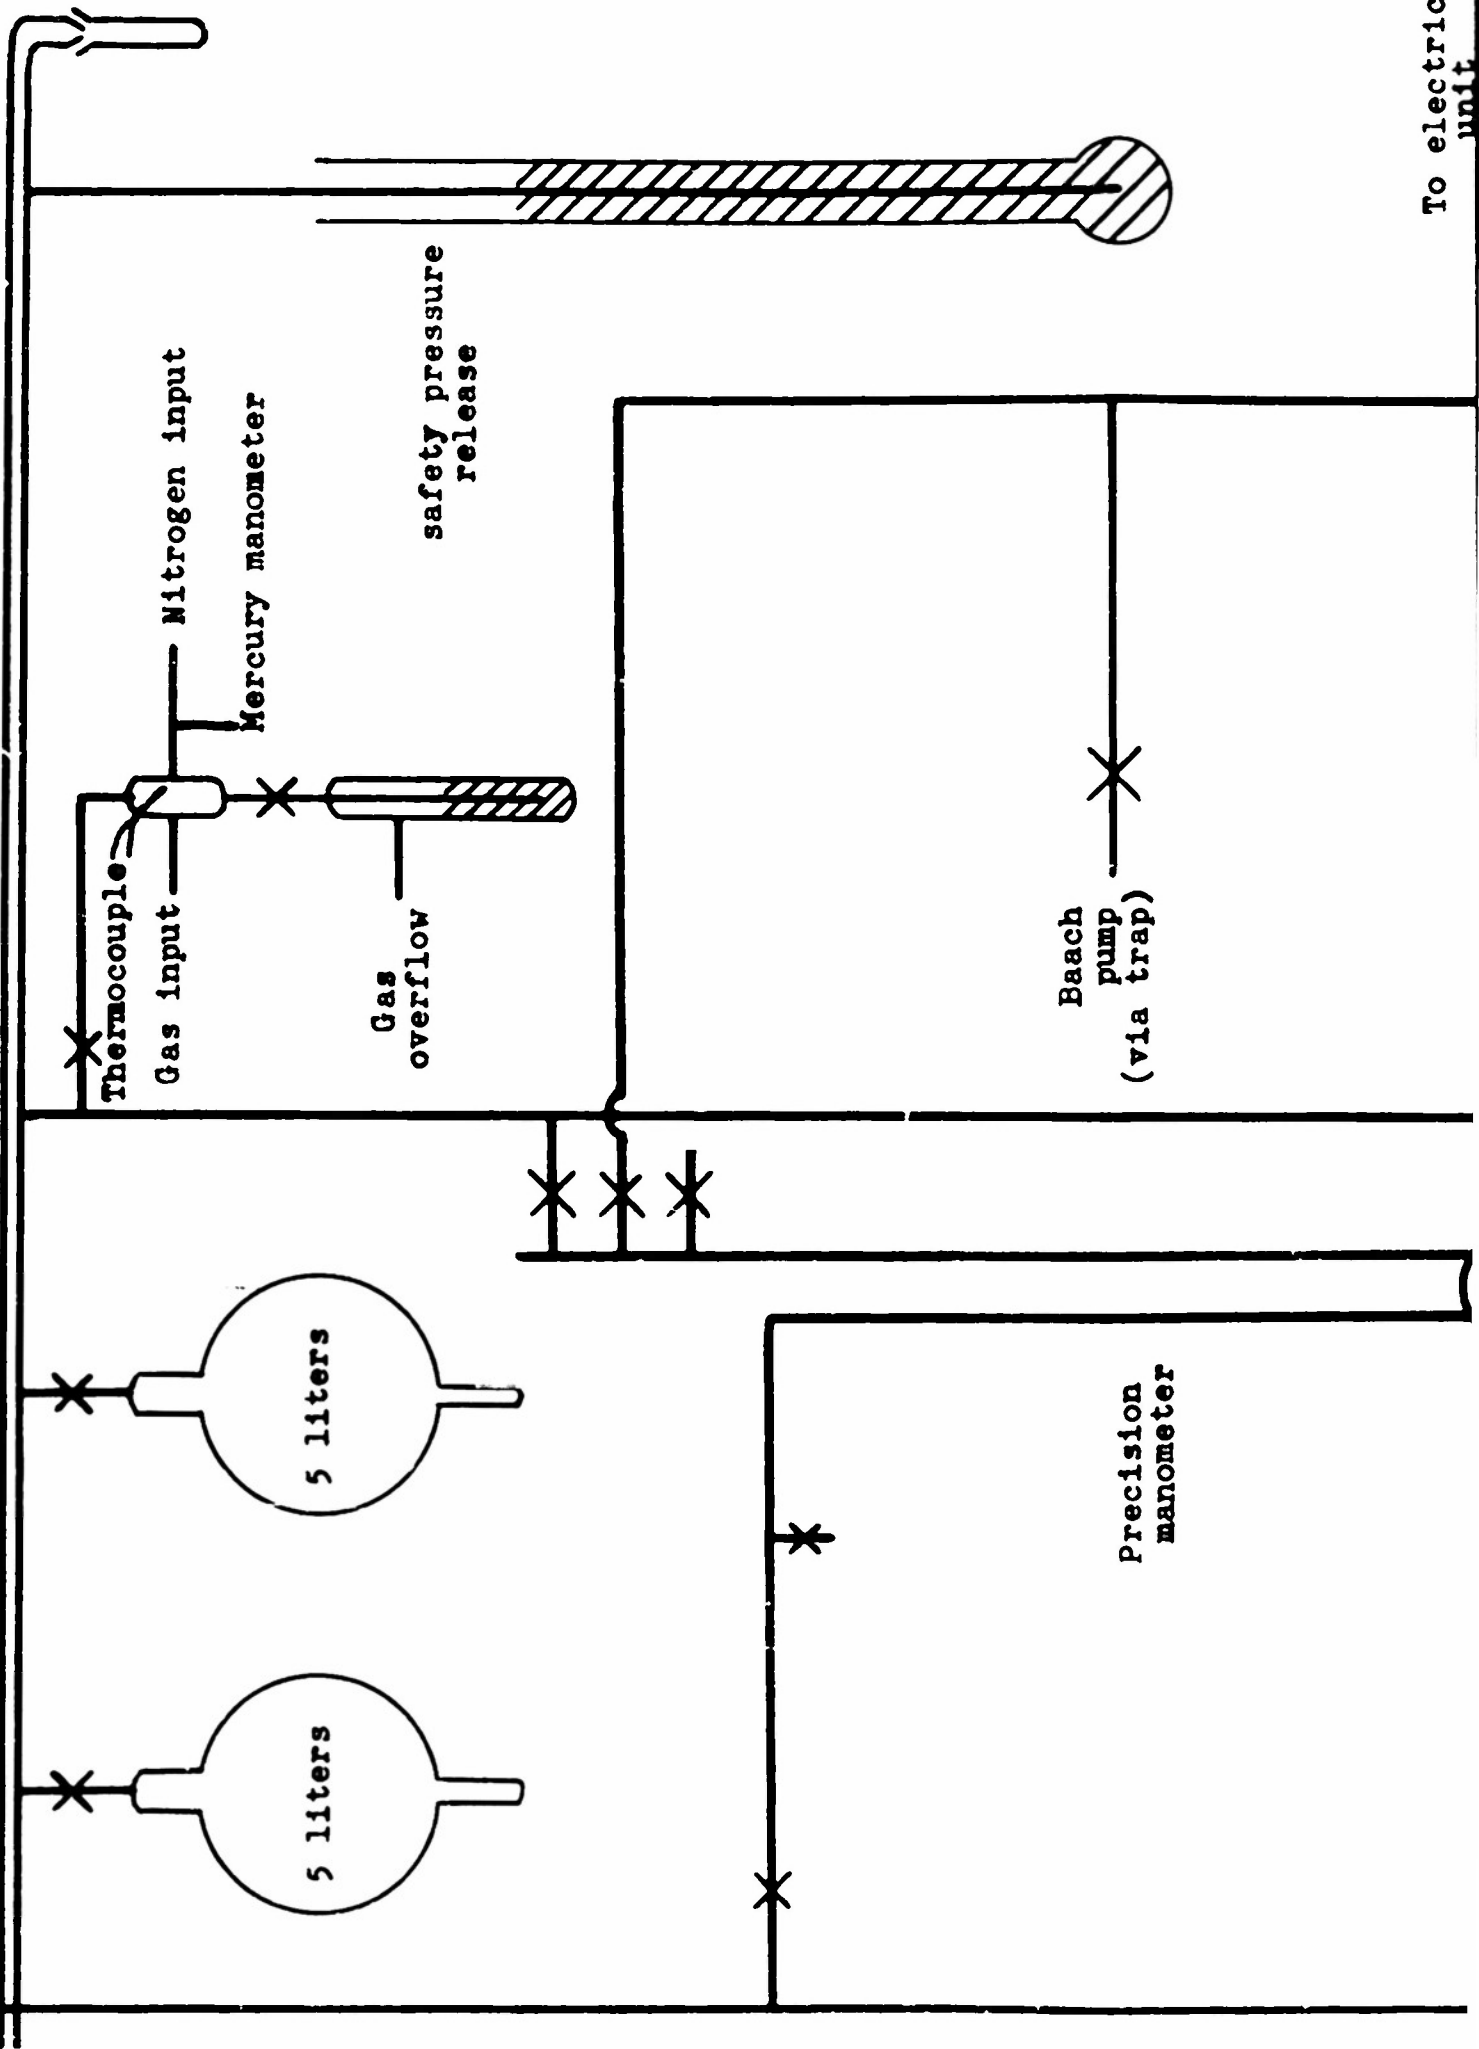 Thermocouple
Gas input
Nitrogen input
Mercury manometer
5 liters
5 liters
Gas
overflow
safety pressure
release
Baach
pump
(via trap)
Precision
manometer
To electric
unit